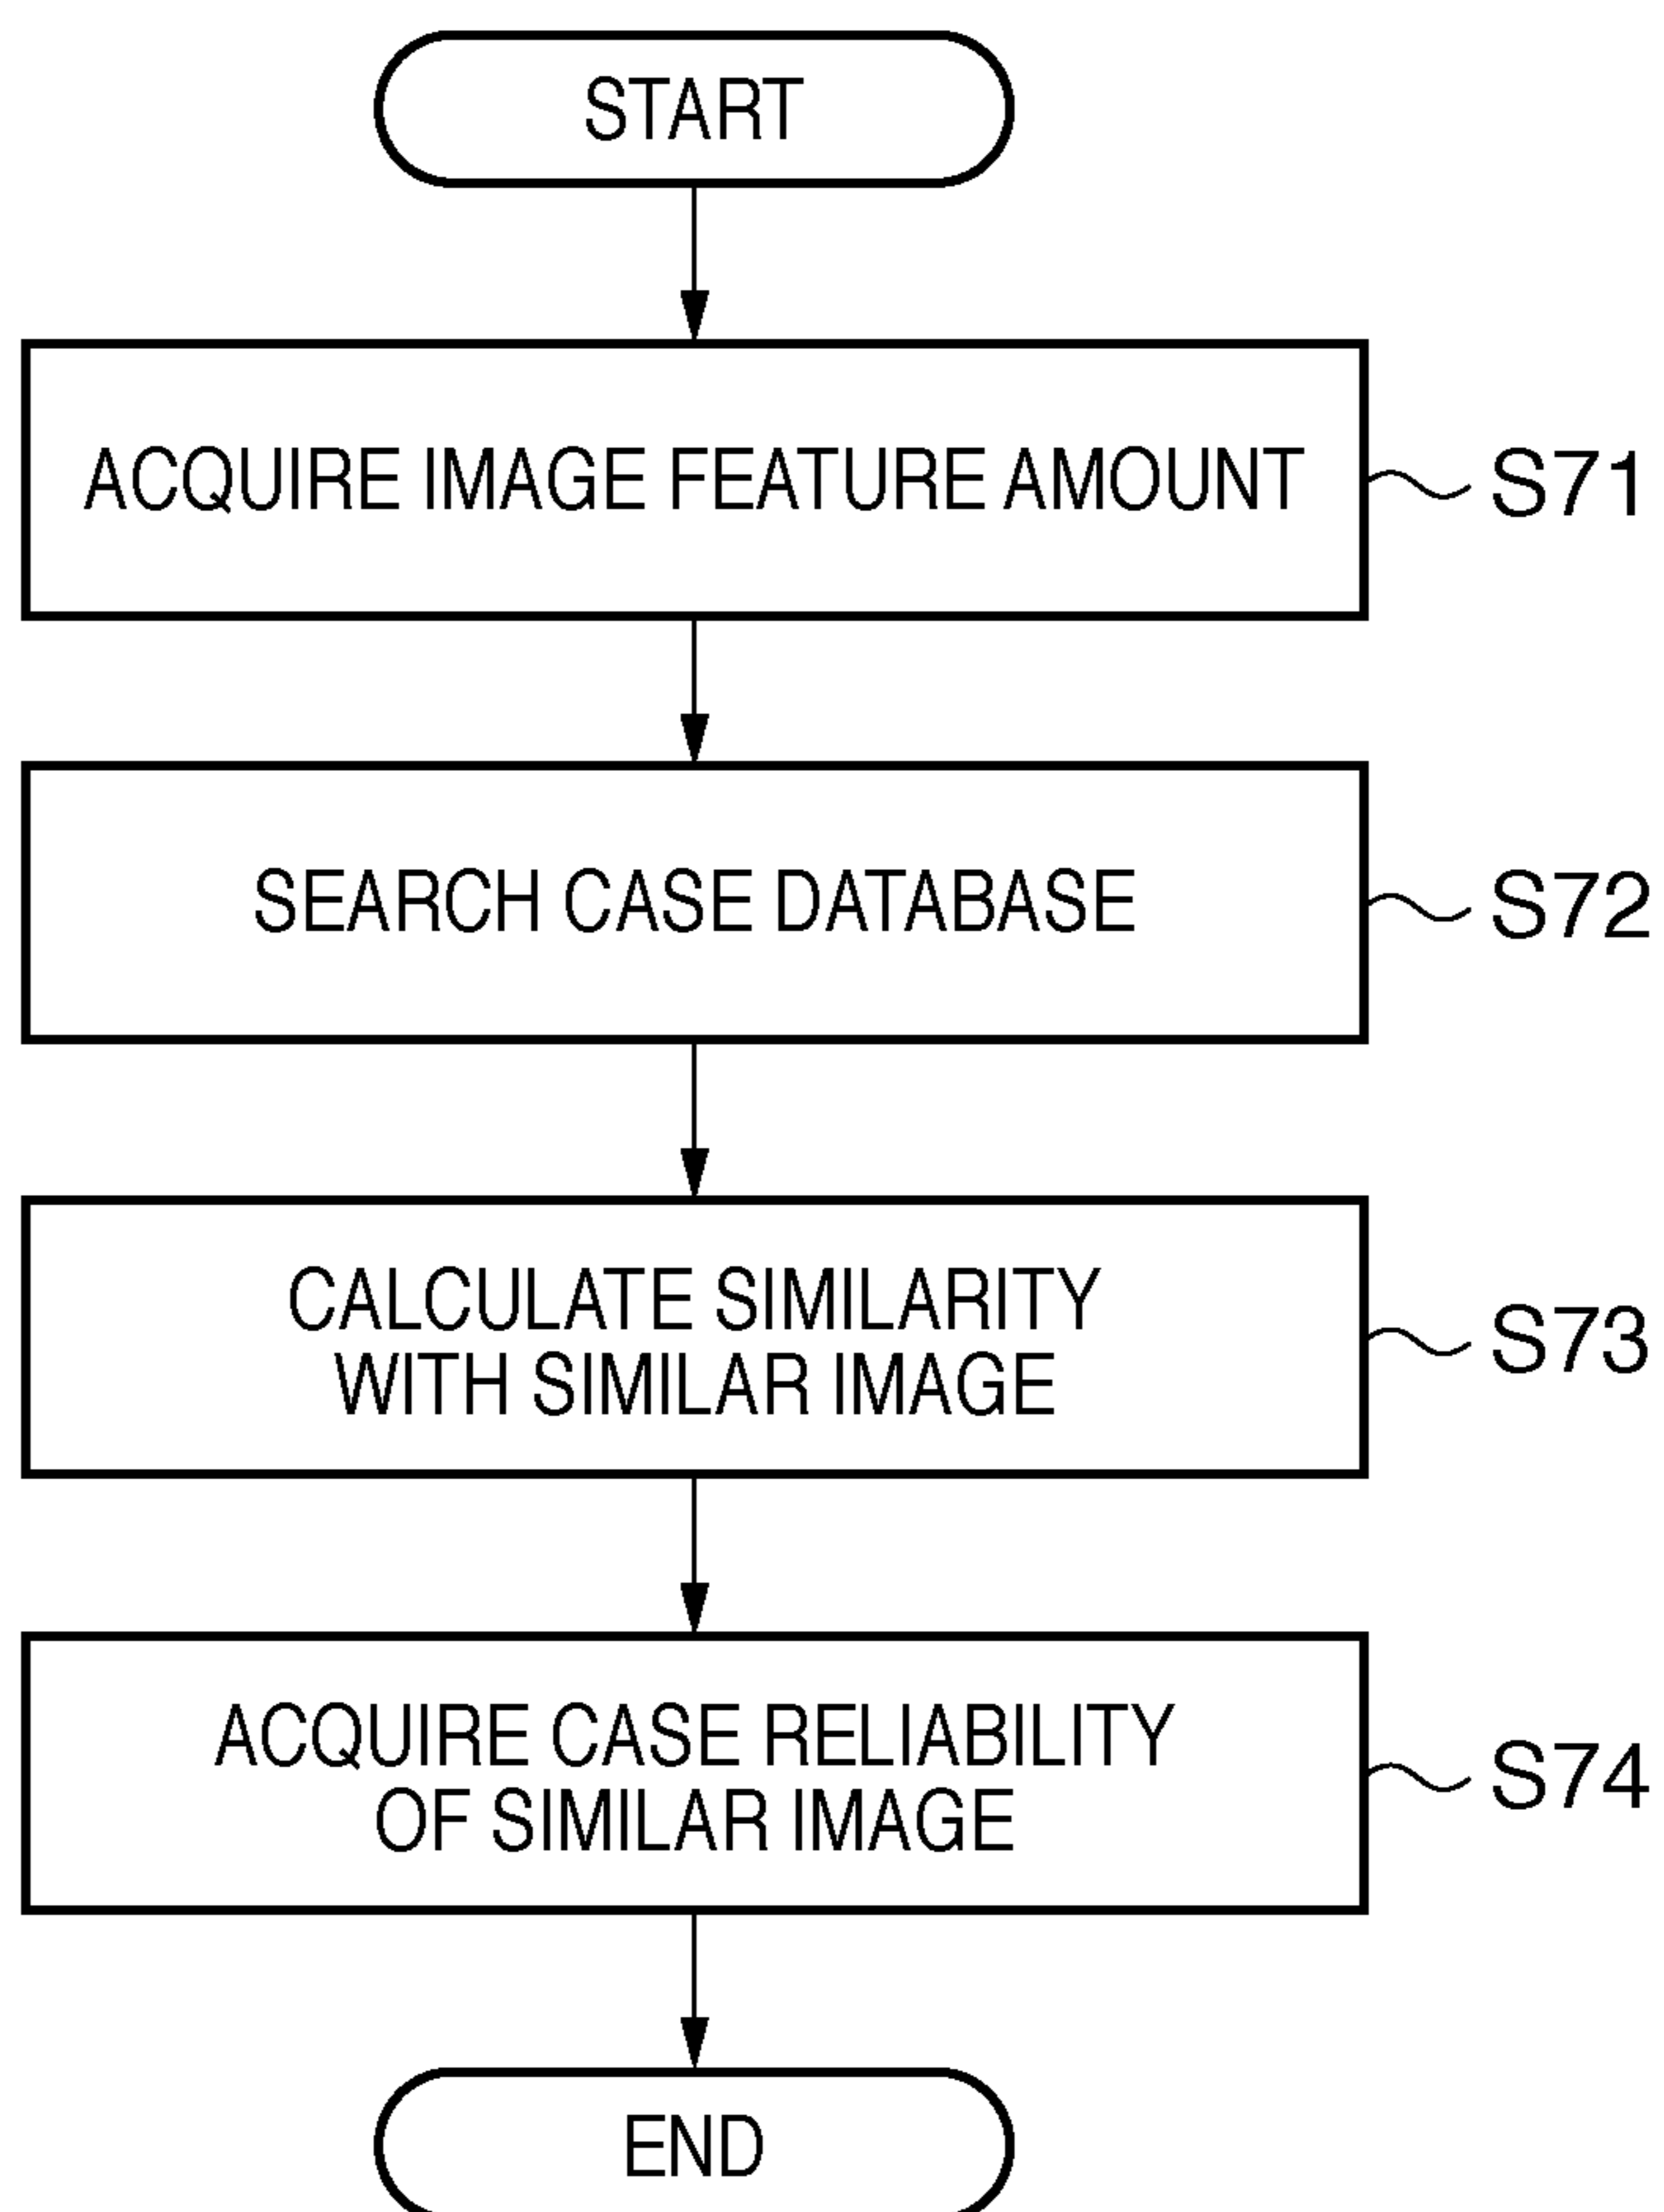 START
ACQUIRE IMAGE FEATURE AMOUNT
S71
SEARCH CASE DATABASE
S72
CALCULATE SIMILARITY
WITH SIMILAR IMAGE
S73
ACQUIRE CASE RELIABILITY
OF SIMILAR IMAGE
S74
END